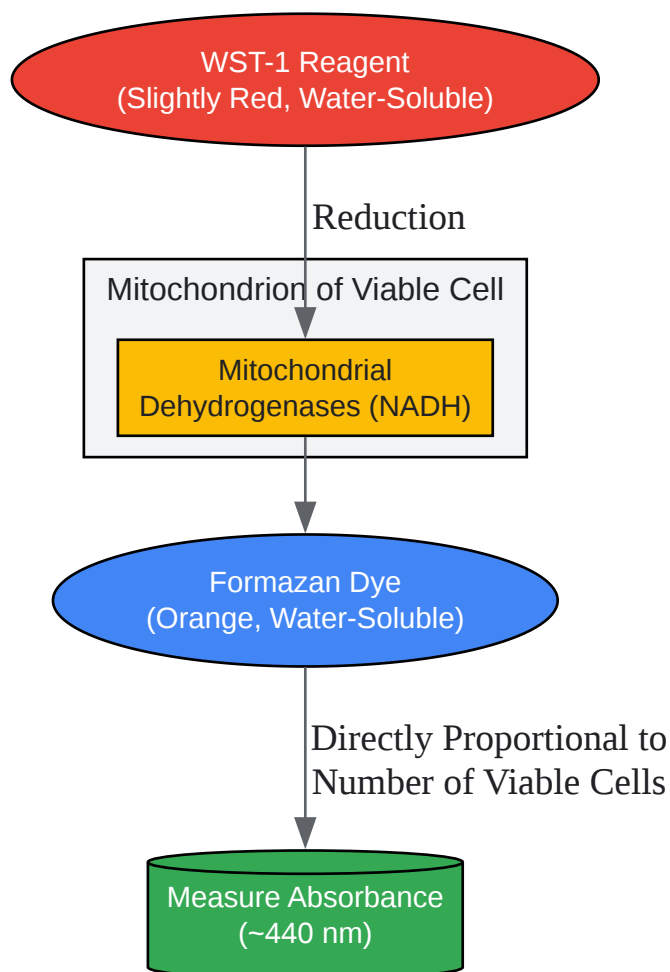 WST-1 Reagent
(Slightly Red, Water-Soluble)
Reduction
Mitochondrion of Viable Cell
Mitochondrial
Dehydrogenases (NADH)
Formazan Dye
(Orange, Water-Soluble)
Directly Proportional to
Number of Viable Cells
Measure Absorbance
(~440 nm)